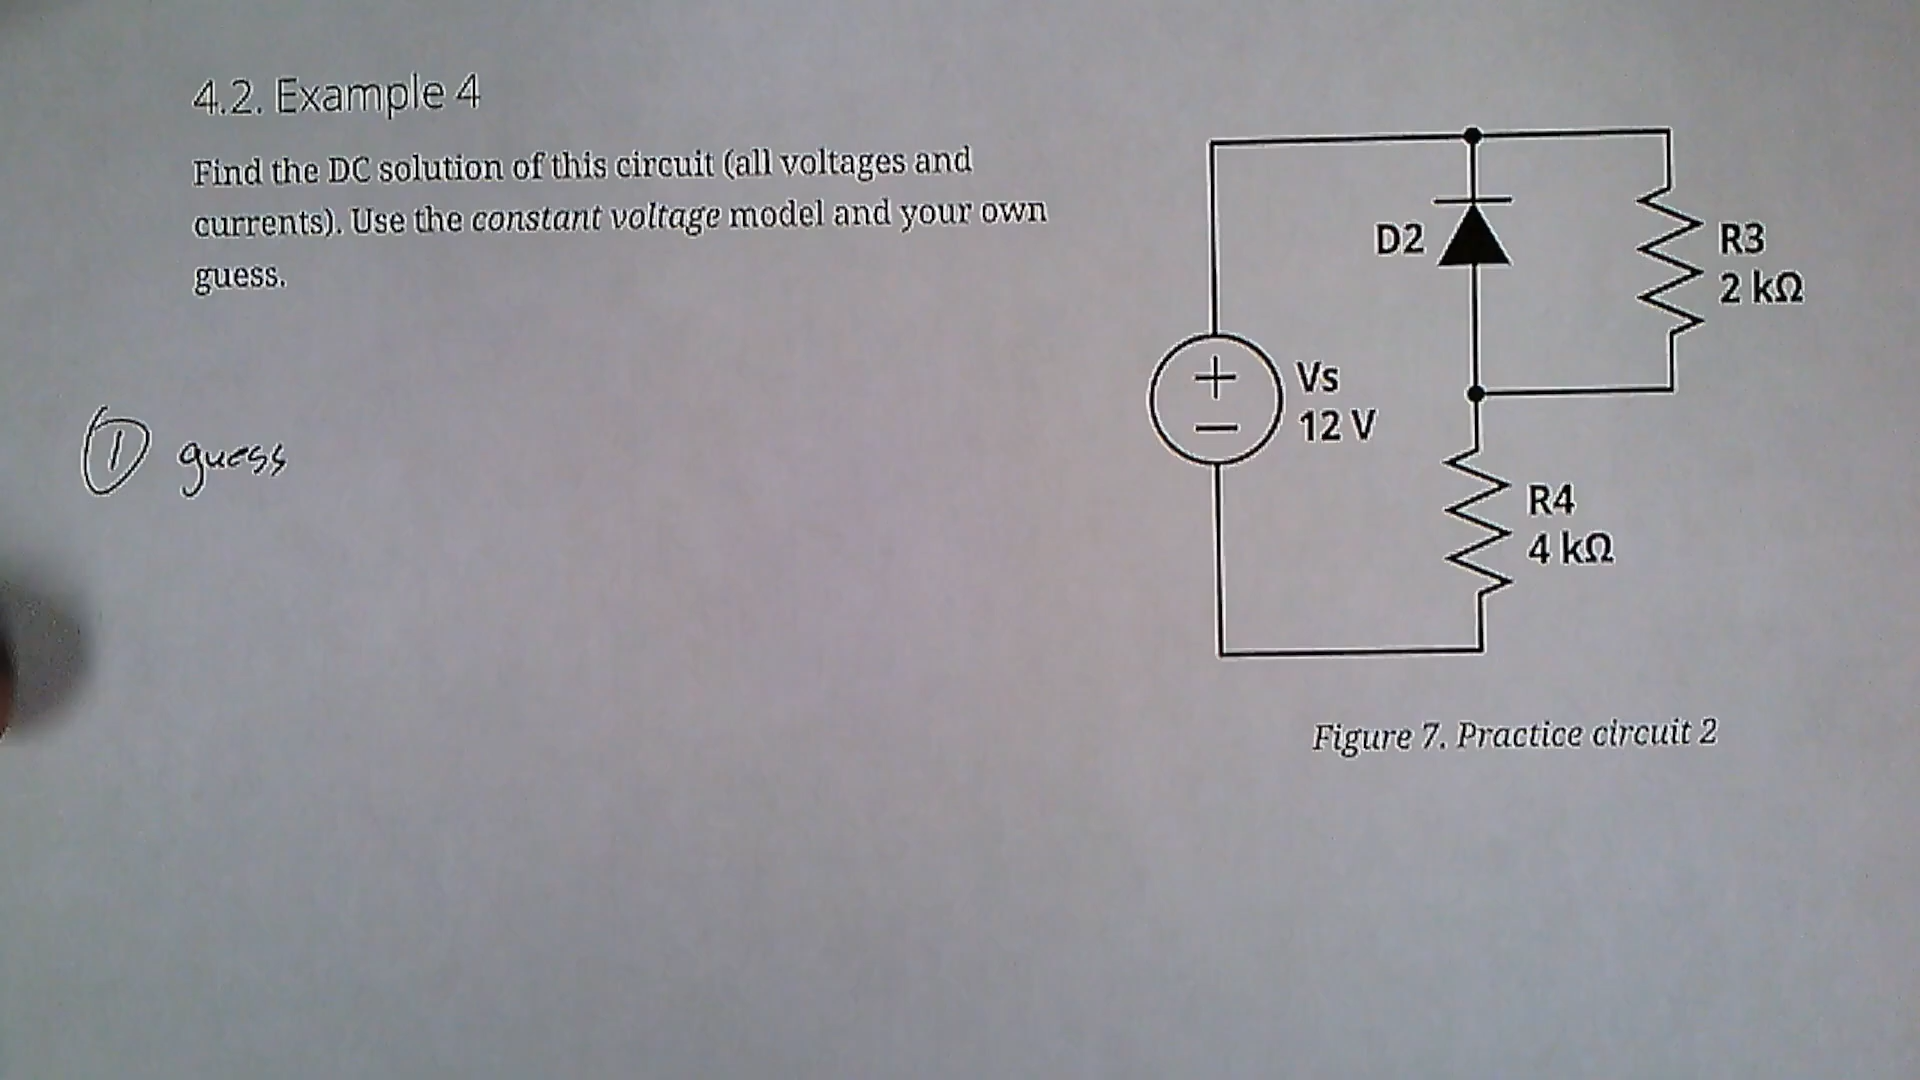 4.2. Example 4
Find the DC solution of this circuit (all voltages and
currents). Use the constant voltage model and your own
guess.
① guess
D2
R3
2 kΩ
+
−
Vs
12 V
R4
4 kΩ
Figure 7. Practice circuit 2